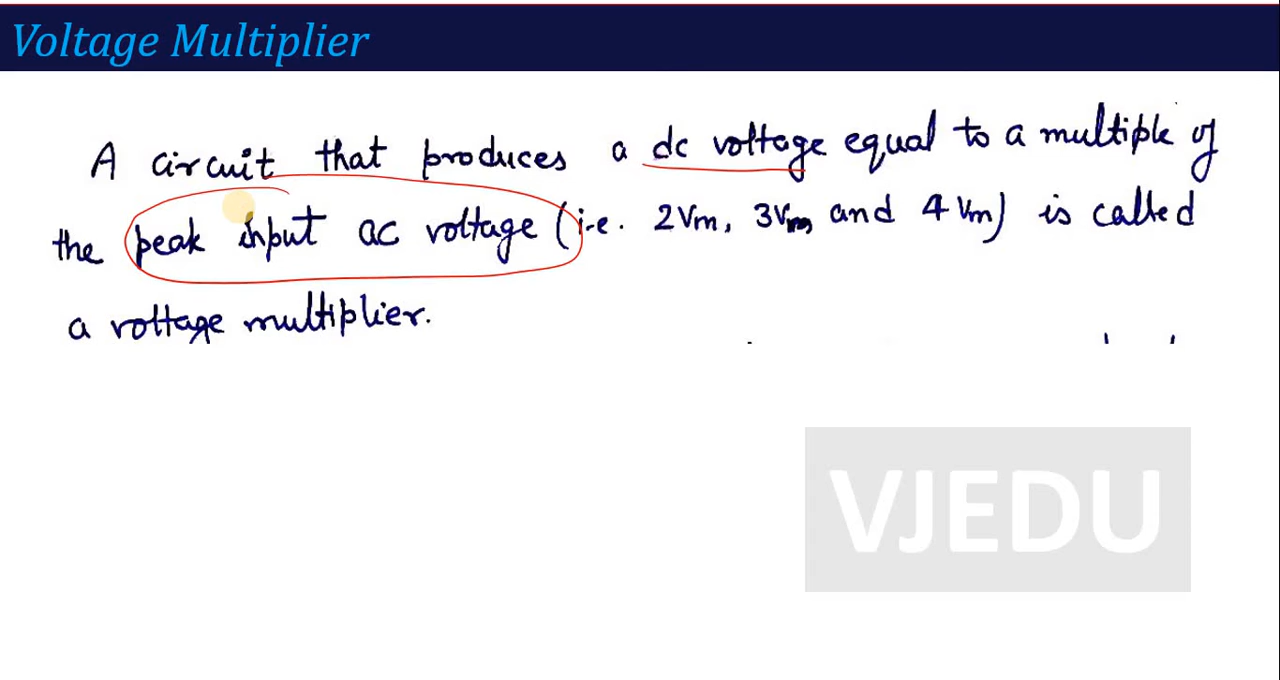 Voltage Multiplier
A circuit that produces a dc voltage equal to a multiple of
the peak input ac voltage (i.e. 2Vm, 3Vm and 4Vm) is called
a voltage multiplier.
VJEDU